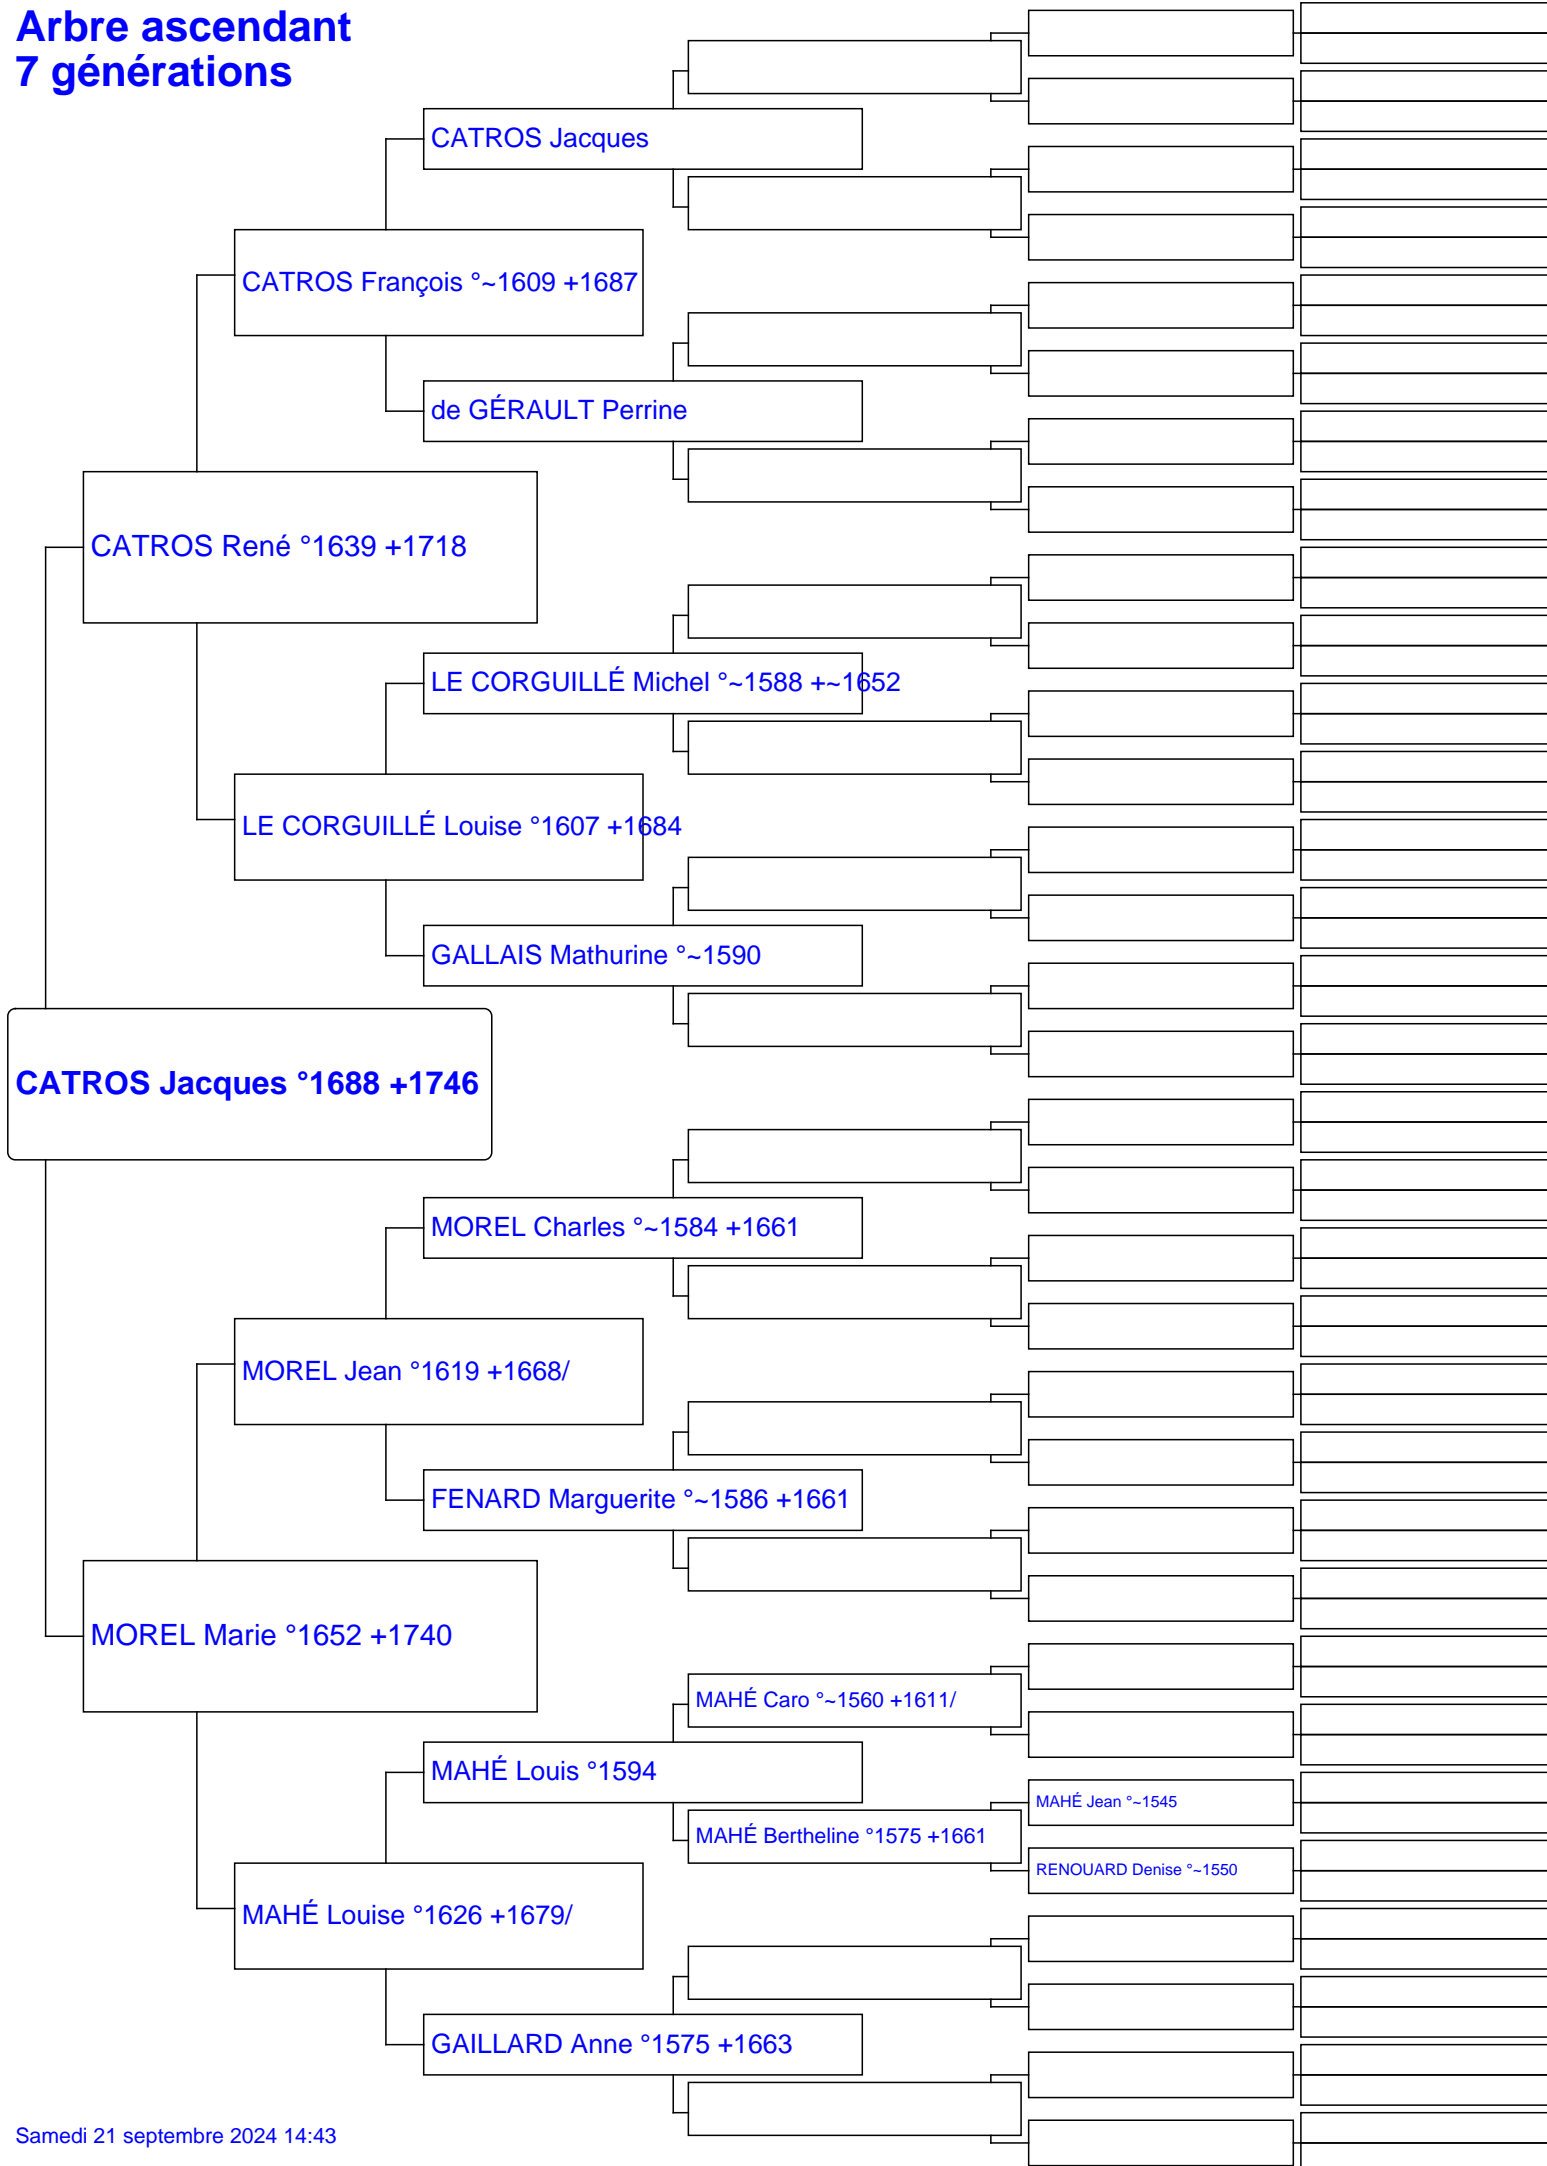 Arbre ascendant
7 générations
CATROS Jacques
CATROS François °~1609 +1687
de GÉRAULT Perrine
CATROS René °1639 +1718
LE CORGUILLÉ Michel °~1588 +~1652
LE CORGUILLÉ Louise °1607 +1684
GALLAIS Mathurine °~1590
CATROS Jacques °1688 +1746
MOREL Charles °~1584 +1661
MOREL Jean °1619 +1668/
FENARD Marguerite °~1586 +1661
MOREL Marie °1652 +1740
MAHÉ Caro °~1560 +1611/
MAHÉ Louis °1594
MAHÉ Jean °~1545
MAHÉ Bertheline °1575 +1661
RENOUARD Denise °~1550
MAHÉ Louise °1626 +1679/
GAILLARD Anne °1575 +1663
Samedi 21 septembre 2024 14:43